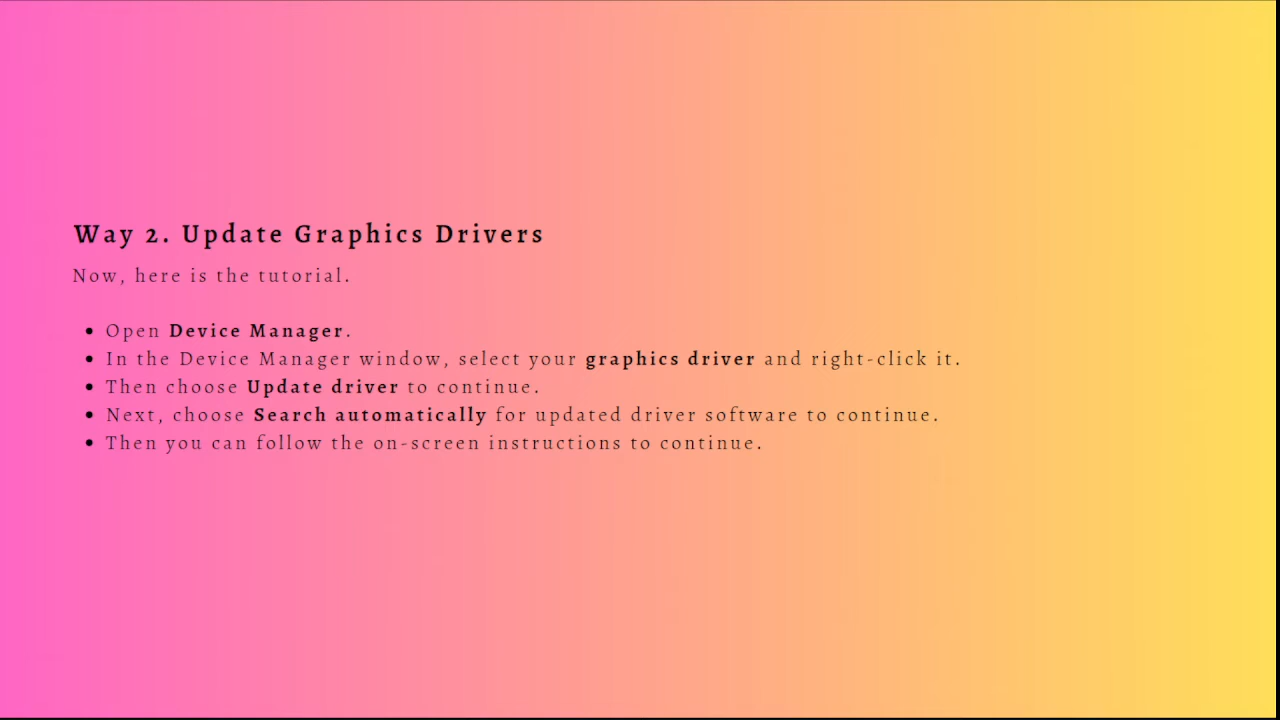 Way 2. Update Graphics Drivers
Now, here is the tutorial.
Open Device Manager.
In the Device Manager window, select your graphics driver and right-click it.
Then choose Update driver to continue.
Next, choose Search automatically for updated driver software to continue.
Then you can follow the on-screen instructions to continue.